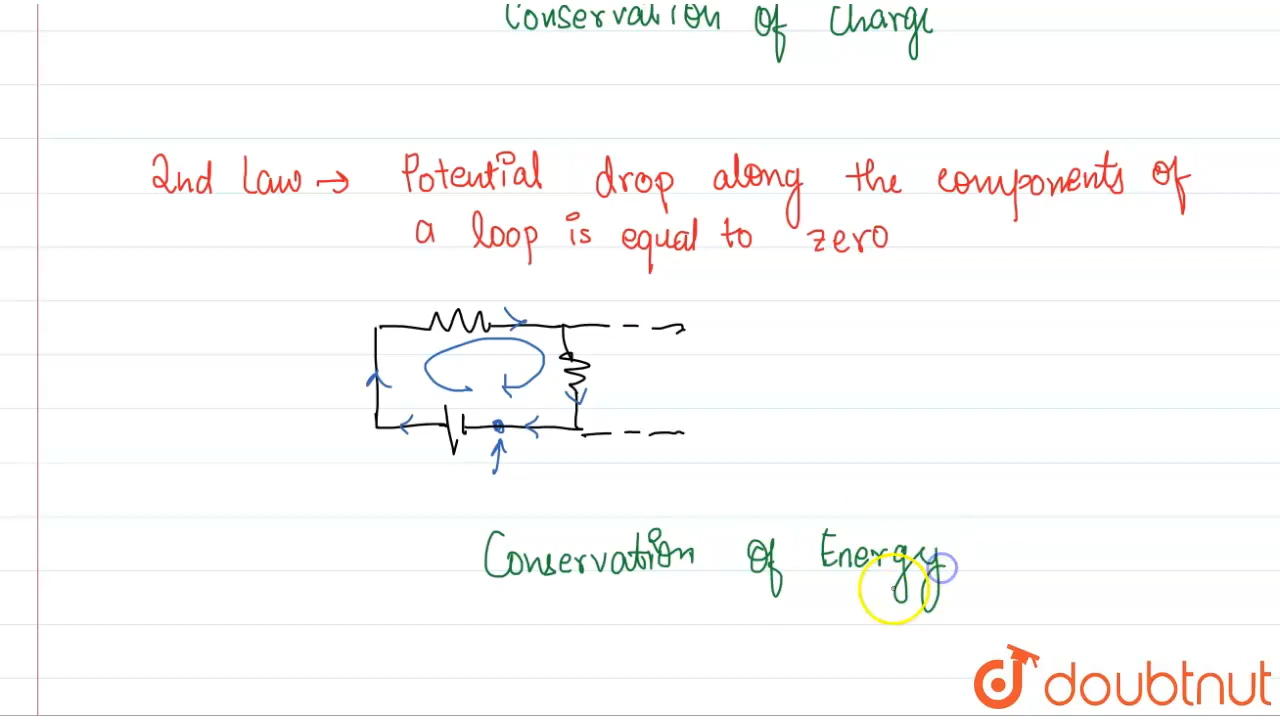 Conservation of Charge
2nd Law → Potential drop along the components of
a loop is equal to zero
Conservation of Energy
doubtnut